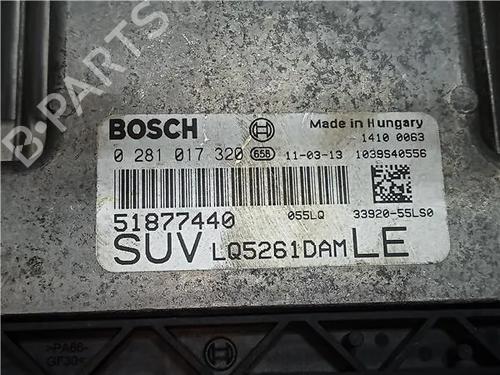 B-PARTS
BOSCH
Made in Hungary
1410 0063
0 281 017 320 658 11-03-13 1039S40556
51877440
055LQ 33920-55LS0
SUV LQ5261DAM LE
>PA66-
GF30<
BOSCH